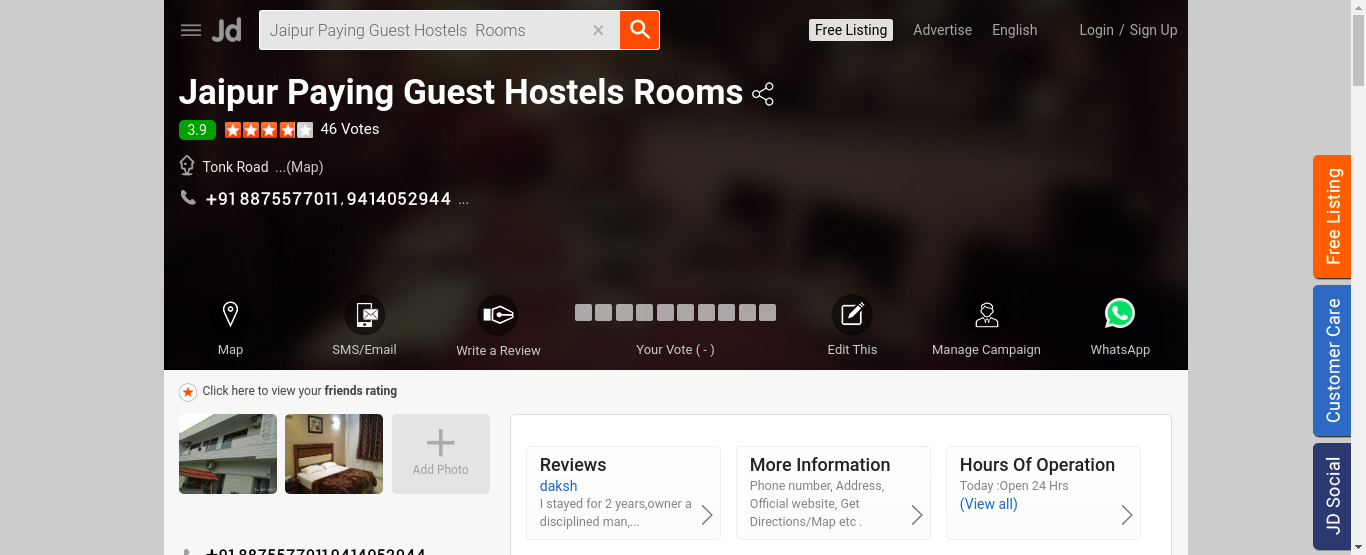 Jd
Jaipur Paying Guest Hostels Rooms
Free Listing
Advertise
English
Login / Sign Up
Jaipur Paying Guest Hostels Rooms
3.9 46 Votes
Tonk Road ...(Map)
+91 8875577011, 9414052944 ...
Map
SMS/Email
Write a Review
Your Vote ( - )
Edit This
Manage Campaign
WhatsApp
Click here to view your friends rating
Add Photo
Reviews
daksh
I stayed for 2 years,owner a
disciplined man,...
More Information
Phone number, Address,
Official website, Get
Directions/Map etc .
Hours Of Operation
Today :Open 24 Hrs
(View all)
+91 8875577011 9414052944
Free Listing
Customer Care
JD Social